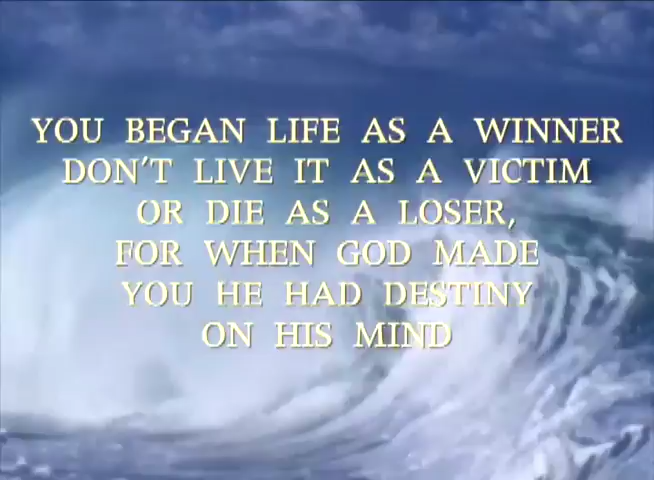 YOU BEGAN LIFE AS A WINNER
DON'T LIVE IT AS A VICTIM
OR DIE AS A LOSER,
FOR WHEN GOD MADE
YOU HE HAD DESTINY
ON HIS MIND